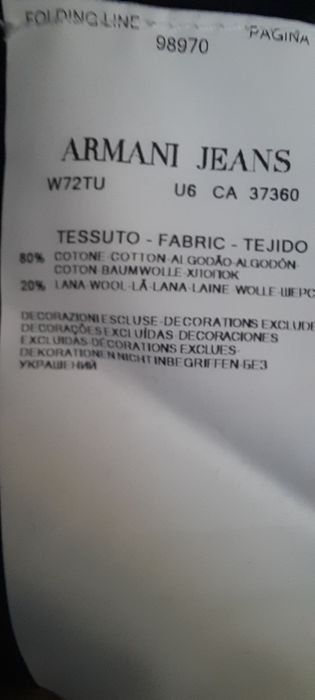 FOLDING-LINE
PAGINA
98970
ARMANI JEANS
W72TU
U6 CA 37360
TESSUTO - FABRIC - TEJIDO
80% COTONE-COTTON-ALGODÃO-ALGODÓN-
COTON-BAUMWOLLE-ХЛОПОК
20% LANA-WOOL-LÃ-LANA-LAINE WOLLE-ШЕРС
DECORAZIONI ESCLUSE-DECORATIONS EXCLUDE
DECORAÇÕES EXCLUÍDAS-DECORACIONES
EXCLUIDAS-DÉCORATIONS EXCLUES-
DEKORATIONEN NICHT INBEGRIFFEN-БЕЗ
УКРАШЕНИЙ